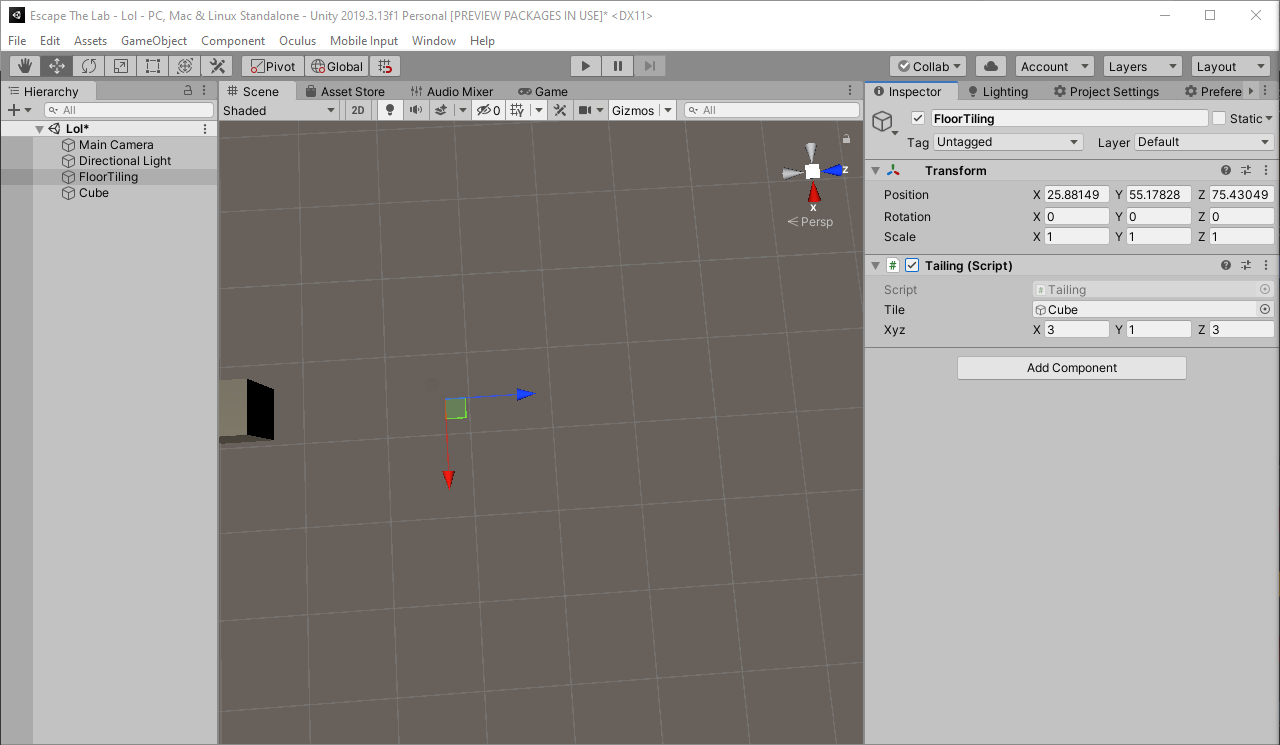 Escape The Lab - Lol - PC, Mac & Linux Standalone - Unity 2019.3.13f1 Personal [PREVIEW PACKAGES IN USE]* <DX11>
File Edit Assets GameObject Component Oculus Mobile Input Window Help
Pivot Global Collab Account Layers Layout
Hierarchy
All
Lol*
Main Camera
Directional Light
FloorTiling
Cube
Scene Asset Store Audio Mixer Game
Shaded 2D 0 Gizmos All
z
x
Persp
Inspector Lighting Project Settings Prefere
FloorTiling Static
Tag Untagged Layer Default
Transform
Position X 25.88149 Y 55.17828 Z 75.43049
Rotation X 0 Y 0 Z 0
Scale X 1 Y 1 Z 1
# Tailing (Script)
Script Tailing
Tile Cube
Xyz X 3 Y 1 Z 3
Add Component